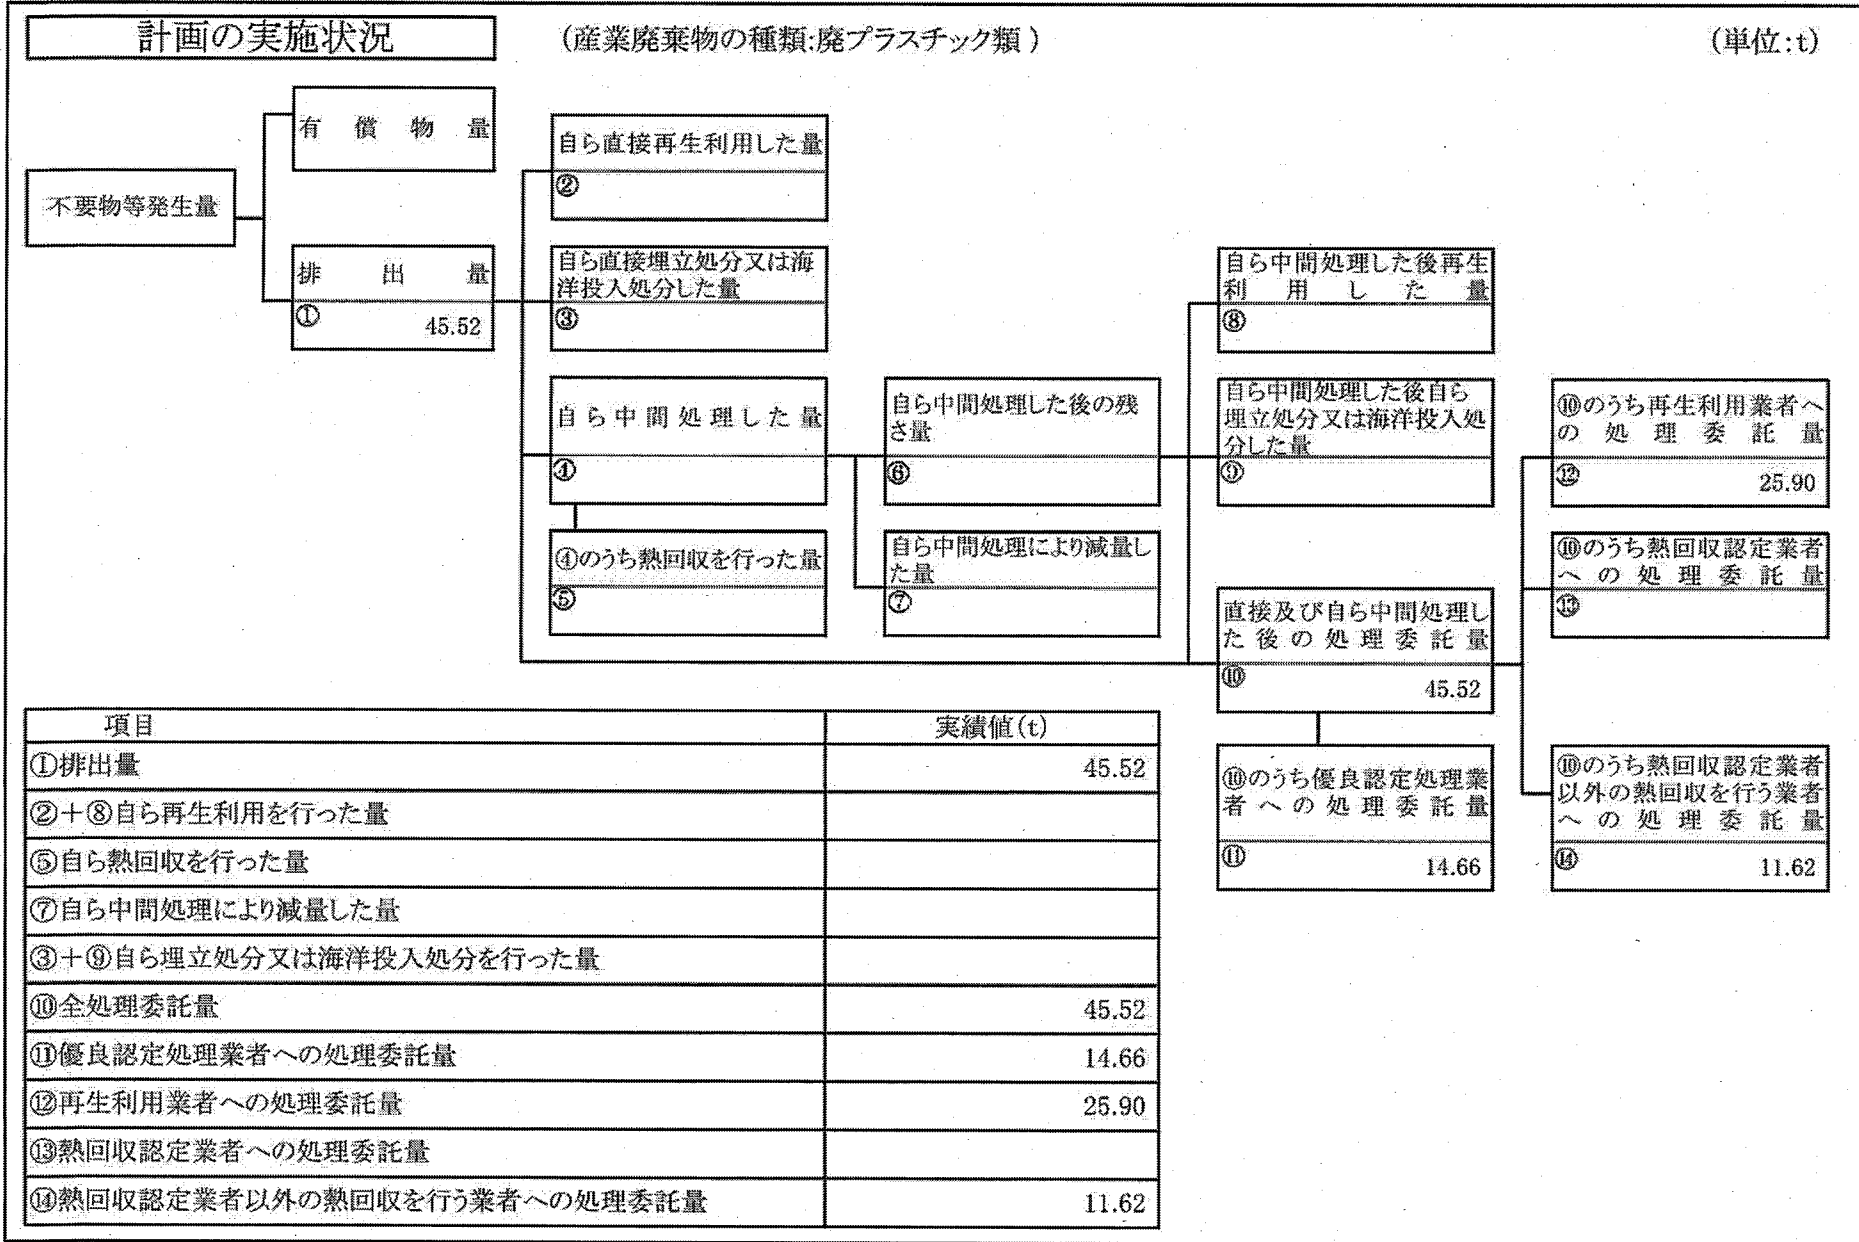 計画の実施状況
(産業廃棄物の種類:廃プラスチック類)
(単位:t)
不要物等発生量
有償物量
排出量
① 45.52
自ら直接再生利用した量
②
自ら直接埋立処分又は海
洋投入処分した量
③
自ら中間処理した量
④
④のうち熱回収を行った量
⑤
自ら中間処理した後の残
さ量
⑥
自ら中間処理により減量し
た量
⑦
自ら中間処理した後再生
利用した量
⑧
自ら中間処理した後自ら
埋立処分又は海洋投入処
分した量
⑨
直接及び自ら中間処理し
た後の処理委託量
⑩ 45.52
⑩のうち優良認定処理業
者への処理委託量
⑪ 14.66
⑩のうち再生利用業者へ
の処理委託量
⑫ 25.90
⑩のうち熱回収認定業者
への処理委託量
⑬
⑩のうち熱回収認定業者
以外の熱回収を行う業者
への処理委託量
⑭ 11.62
項目 実績値(t)
①排出量 45.52
②+⑧自ら再生利用を行った量
⑤自ら熱回収を行った量
⑦自ら中間処理により減量した量
③+⑨自ら埋立処分又は海洋投入処分を行った量
⑩全処理委託量 45.52
⑪優良認定処理業者への処理委託量 14.66
⑫再生利用業者への処理委託量 25.90
⑬熱回収認定業者への処理委託量
⑭熱回収認定業者以外の熱回収を行う業者への処理委託量 11.62